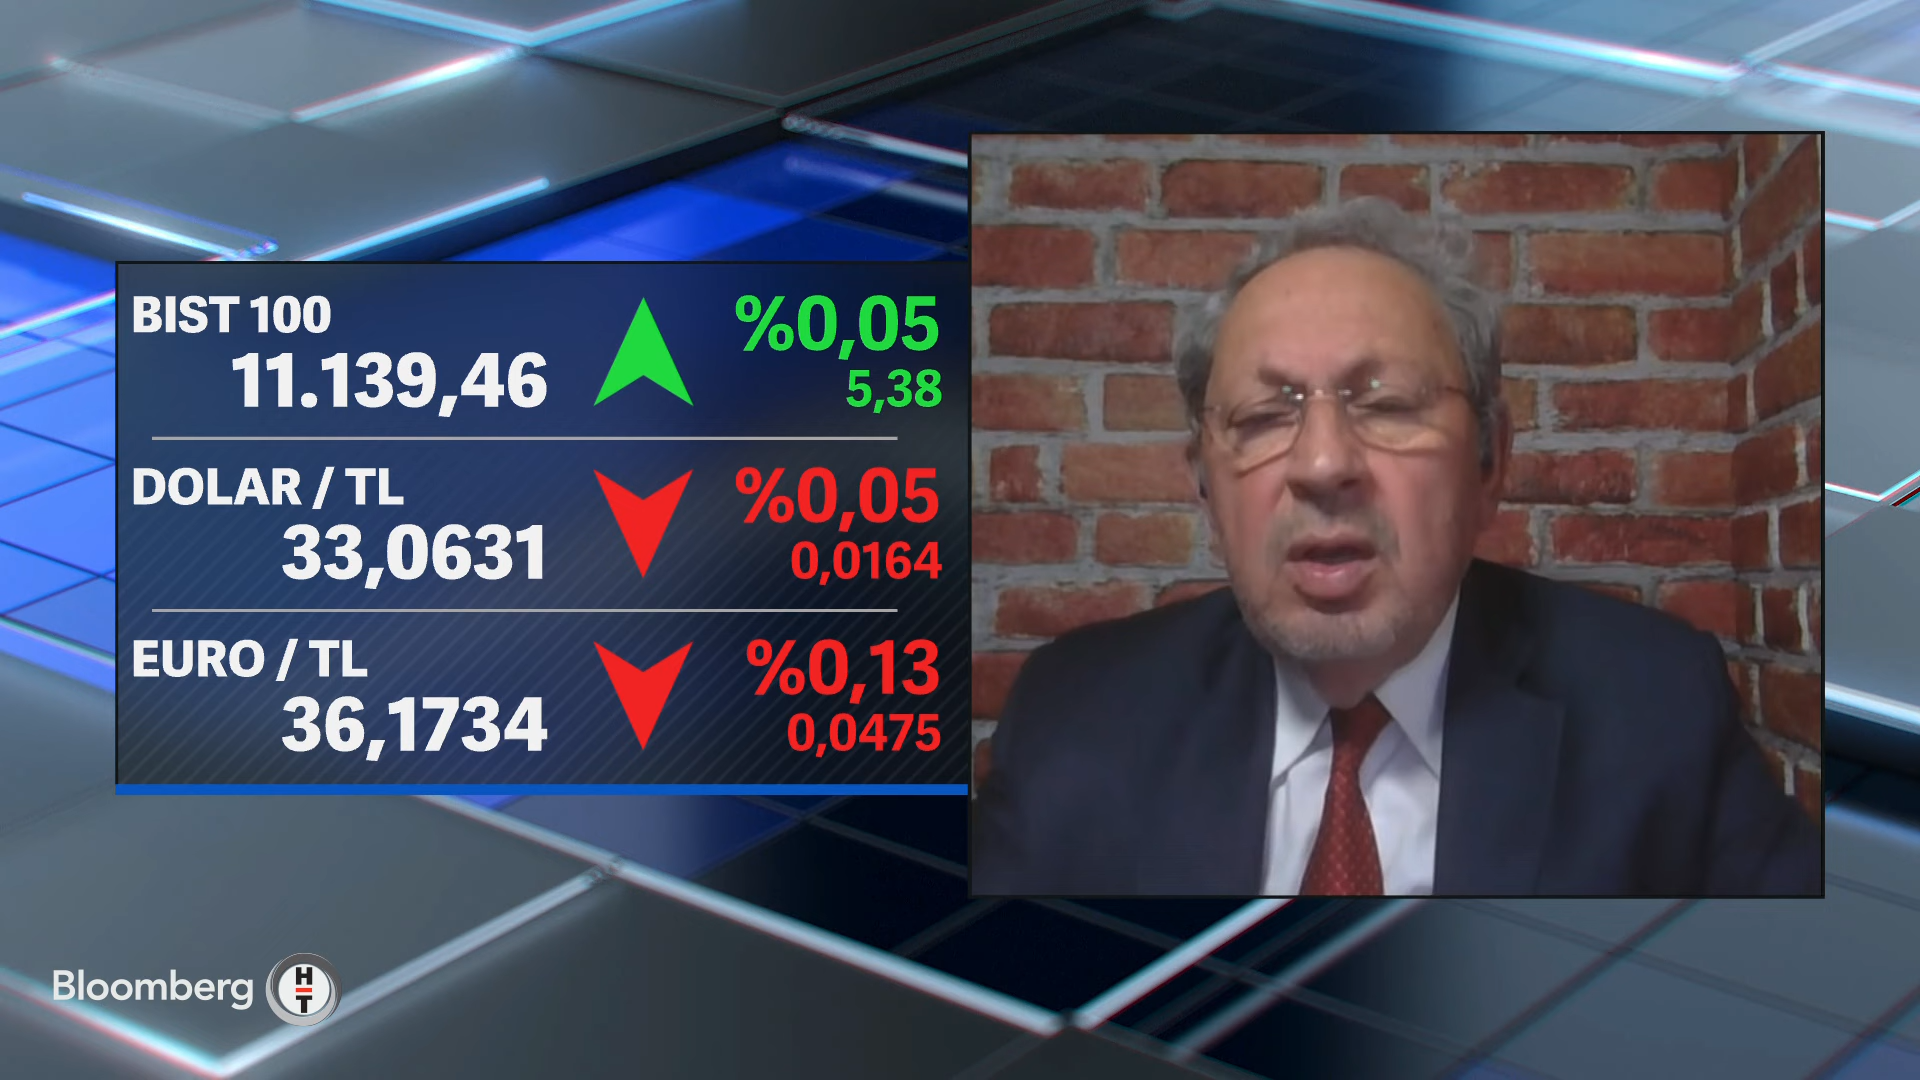 BIST 100
11.139,46
%0,05
5,38
DOLAR / TL
33,0631
%0,05
0,0164
EURO / TL
36,1734
%0,13
0,0475
Bloomberg HT